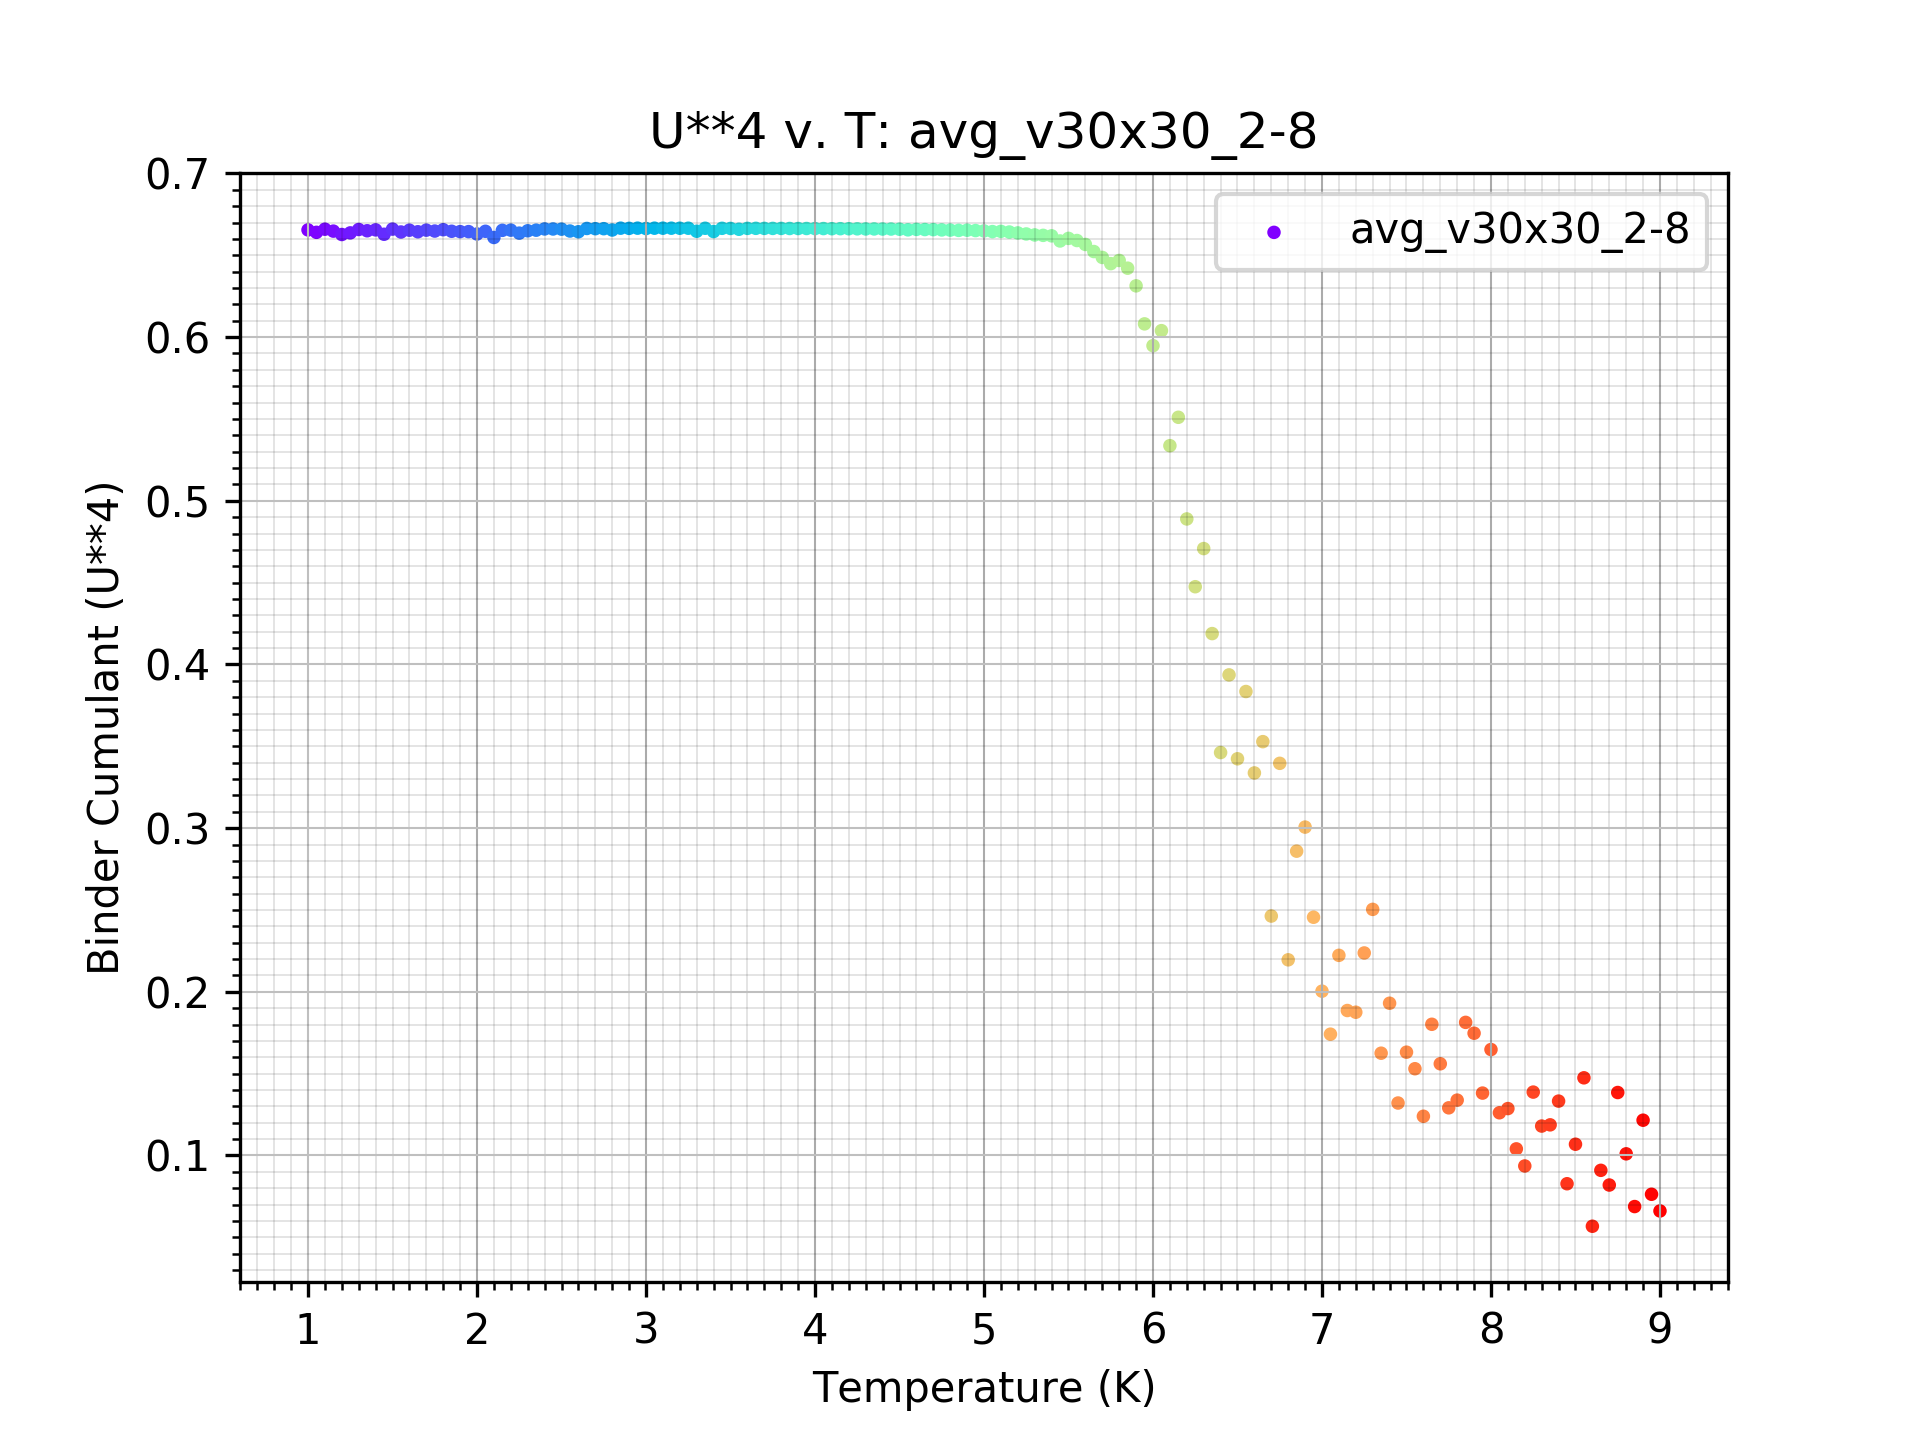 U**4 v. T: avg_v30x30_2-8
avg_v30x30_2-8
Binder Cumulant (U**4)
0.7
0.6
0.5
0.4
0.3
0.2
0.1
1 2 3 4 5 6 7 8 9
Temperature (K)